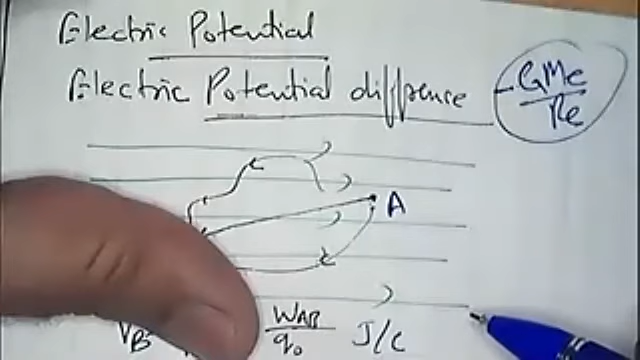 Electric Potential
Electric Potential difference
-GMe
Re
A
VB
WAB
q₀
J/C